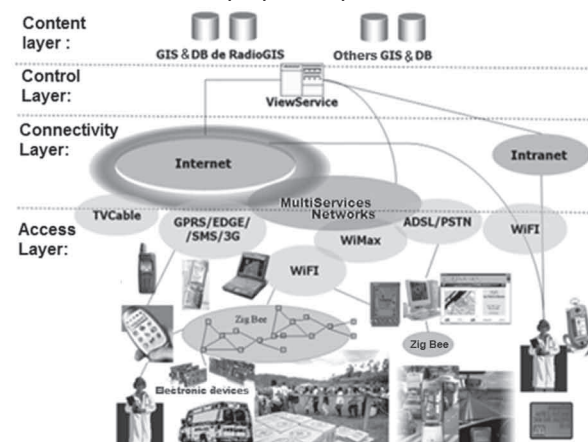 Content
layer :
GIS & DB de RadioGIS
Others GIS & DB
Control
Layer:
ViewService
Connectivity
Layer:
Internet
Intranet
MultiServices
Networks
TVCable
GPRS/EDGE/
/SMS/3G
ADSL/PSTN
WiFI
WiMax
Access
Layer:
WiFI
Zig Bee
Zig Bee
Electronic devices